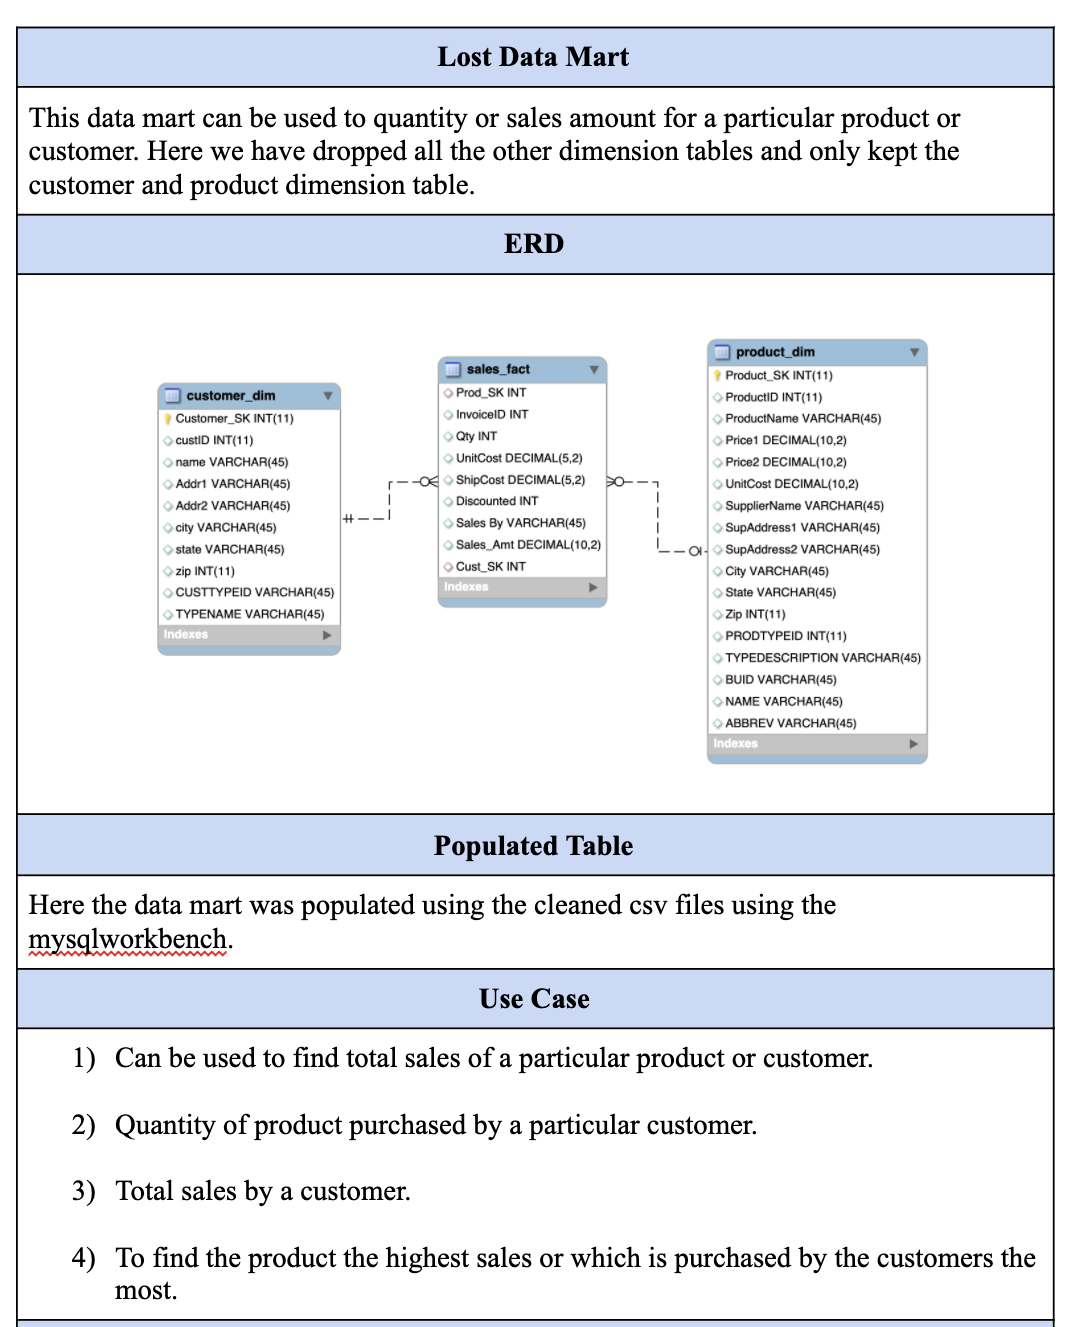 Lost Data Mart
This data mart can be used to quantity or sales amount for a particular product or
customer. Here we have dropped all the other dimension tables and only kept the
customer and product dimension table.
ERD
customer_dim
Customer_SK INT(11)
custID INT(11)
name VARCHAR(45)
Addr1 VARCHAR(45)
Addr2 VARCHAR(45)
city VARCHAR(45)
state VARCHAR(45)
zip INT(11)
CUSTTYPEID VARCHAR(45)
TYPENAME VARCHAR(45)
Indexes
sales_fact
Prod_SK INT
InvoiceID INT
Qty INT
UnitCost DECIMAL(5,2)
ShipCost DECIMAL(5,2)
Discounted INT
Sales By VARCHAR(45)
Sales_Amt DECIMAL(10,2)
Cust_SK INT
Indexes
product_dim
Product_SK INT(11)
ProductID INT(11)
ProductName VARCHAR(45)
Price1 DECIMAL(10,2)
Price2 DECIMAL(10,2)
UnitCost DECIMAL(10,2)
SupplierName VARCHAR(45)
SupAddress1 VARCHAR(45)
SupAddress2 VARCHAR(45)
City VARCHAR(45)
State VARCHAR(45)
Zip INT(11)
PRODTYPEID INT(11)
TYPEDESCRIPTION VARCHAR(45)
BUID VARCHAR(45)
NAME VARCHAR(45)
ABBREV VARCHAR(45)
Indexes
Populated Table
Here the data mart was populated using the cleaned csv files using the
mysqlworkbench.
Use Case
1) Can be used to find total sales of a particular product or customer.
2) Quantity of product purchased by a particular customer.
3) Total sales by a customer.
4) To find the product the highest sales or which is purchased by the customers the
most.